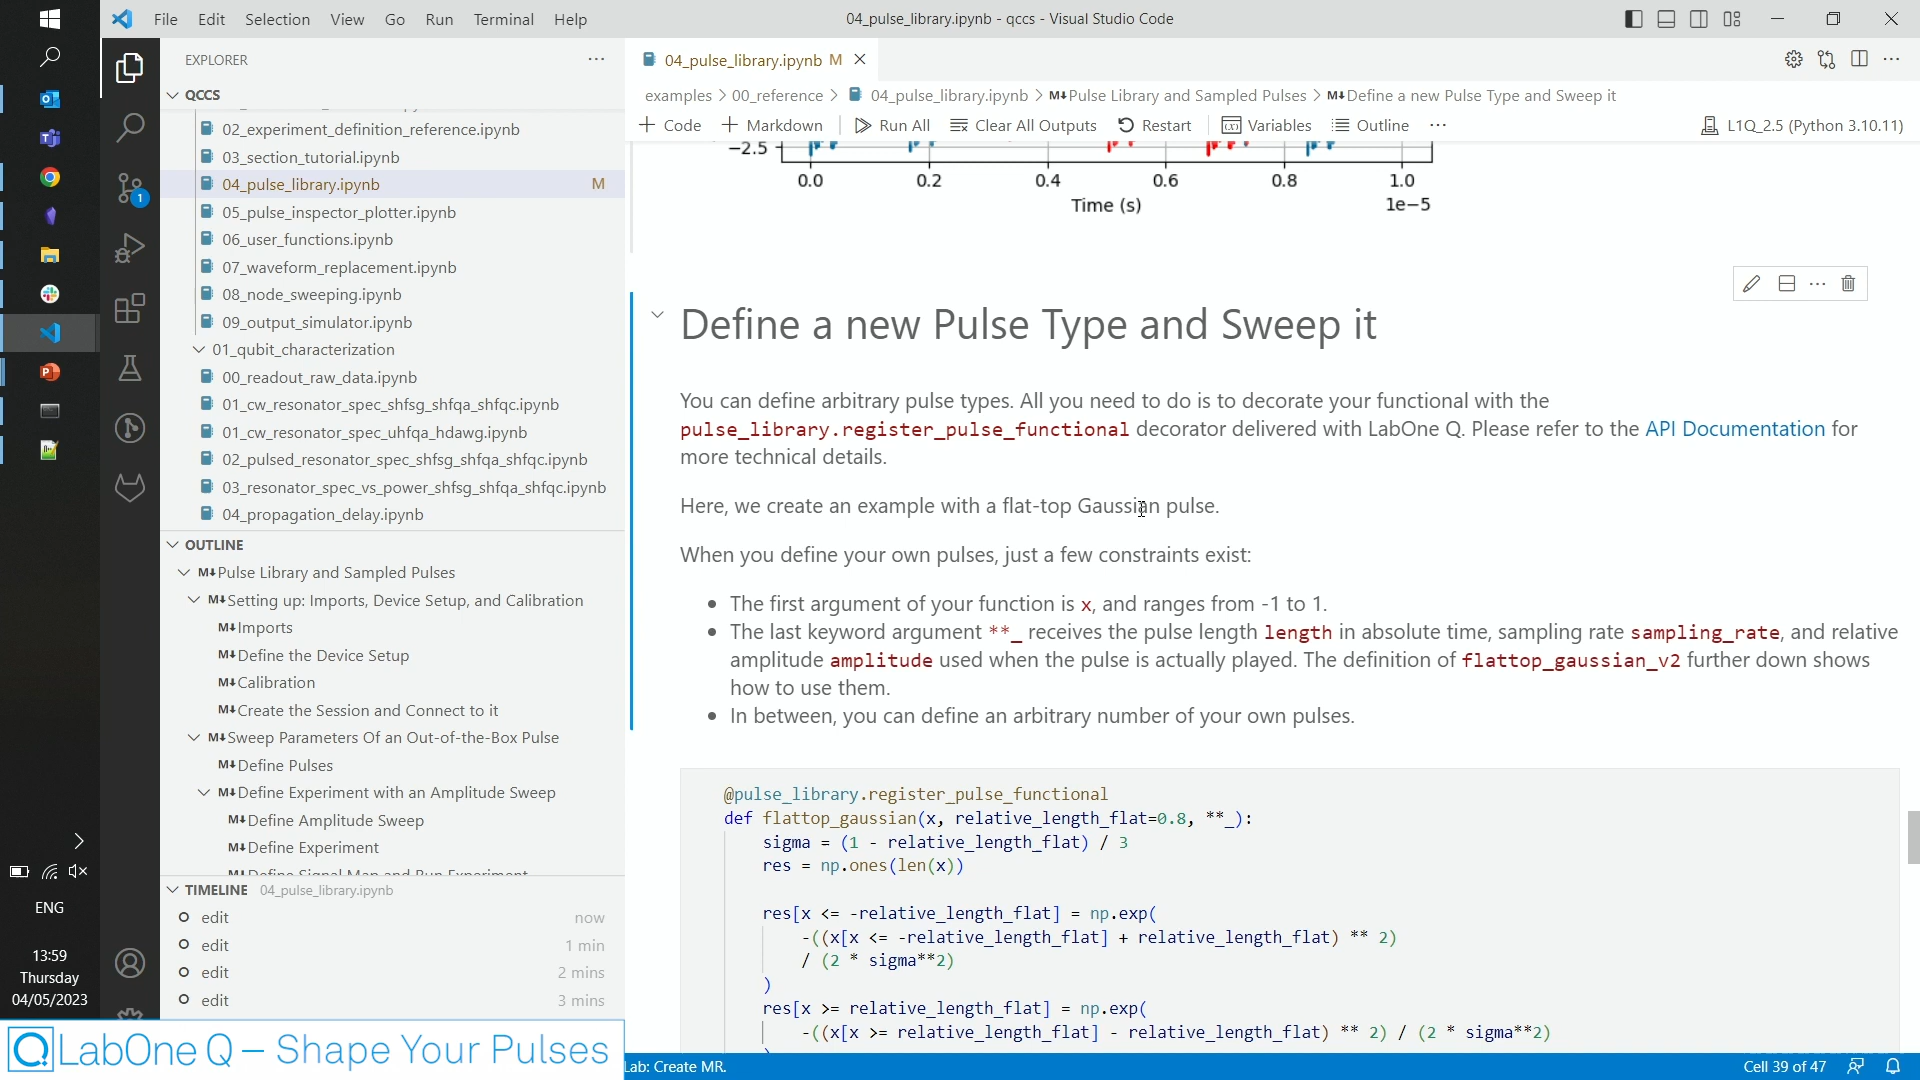 File Edit Selection View Go Run Terminal Help
04_pulse_library.ipynb - qccs - Visual Studio Code
EXPLORER
QCCS
02_experiment_definition_reference.ipynb
03_section_tutorial.ipynb
04_pulse_library.ipynb M
05_pulse_inspector_plotter.ipynb
06_user_functions.ipynb
07_waveform_replacement.ipynb
08_node_sweeping.ipynb
09_output_simulator.ipynb
01_qubit_characterization
00_readout_raw_data.ipynb
01_cw_resonator_spec_shfsg_shfqa_shfqc.ipynb
01_cw_resonator_spec_uhfqa_hdawg.ipynb
02_pulsed_resonator_spec_shfsg_shfqa_shfqc.ipynb
03_resonator_spec_vs_power_shfsg_shfqa_shfqc.ipynb
04_propagation_delay.ipynb
1
OUTLINE
M↓Pulse Library and Sampled Pulses
M↓Setting up: Imports, Device Setup, and Calibration
M↓Imports
M↓Define the Device Setup
M↓Calibration
M↓Create the Session and Connect to it
M↓Sweep Parameters Of an Out-of-the-Box Pulse
M↓Define Pulses
M↓Define Experiment with an Amplitude Sweep
M↓Define Amplitude Sweep
M↓Define Experiment
TIMELINE 04_pulse_library.ipynb
edit now
edit 1 min
edit 2 mins
edit 3 mins
ENG
13:59
Thursday
04/05/2023
LabOne Q – Shape Your Pulses
04_pulse_library.ipynb M
examples > 00_reference > 04_pulse_library.ipynb > M↓Pulse Library and Sampled Pulses > M↓Define a new Pulse Type and Sweep it
+ Code + Markdown Run All Clear All Outputs Restart Variables Outline ···
L1Q_2.5 (Python 3.10.11)
−2.5
0.0 0.2 0.4 0.6 0.8 1.0
Time (s) 1e−5
Define a new Pulse Type and Sweep it
You can define arbitrary pulse types. All you need to do is to decorate your functional with the
pulse_library.register_pulse_functional decorator delivered with LabOne Q. Please refer to the API Documentation for
more technical details.
Here, we create an example with a flat-top Gaussian pulse.
When you define your own pulses, just a few constraints exist:
• The first argument of your function is x, and ranges from -1 to 1.
• The last keyword argument **_ receives the pulse length length in absolute time, sampling rate sampling_rate, and relative
amplitude amplitude used when the pulse is actually played. The definition of flattop_gaussian_v2 further down shows
how to use them.
• In between, you can define an arbitrary number of your own pulses.
@pulse_library.register_pulse_functional
def flattop_gaussian(x, relative_length_flat=0.8, **_):
sigma = (1 - relative_length_flat) / 3
res = np.ones(len(x))
res[x <= -relative_length_flat] = np.exp(
-((x[x <= -relative_length_flat] + relative_length_flat) ** 2)
/ (2 * sigma**2)
)
res[x >= relative_length_flat] = np.exp(
-((x[x >= relative_length_flat] - relative_length_flat) ** 2) / (2 * sigma**2)
Lab: Create MR.
Cell 39 of 47